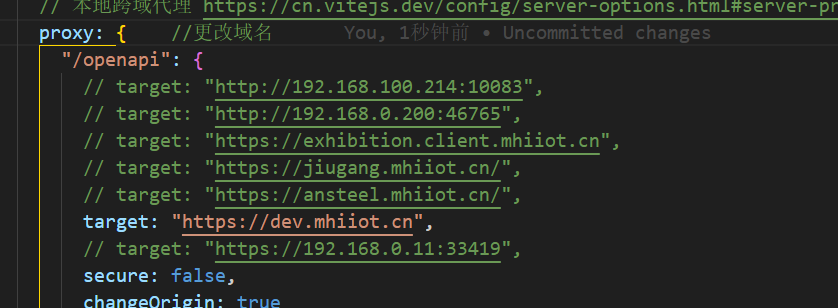 // 本地跨域代理 https://cn.vitejs.dev/config/server-options.html#server-pr
proxy: {    //更改域名    You, 1秒钟前 • Uncommitted changes
"/openapi": {
// target: "http://192.168.100.214:10083",
// target: "http://192.168.0.200:46765",
// target: "https://exhibition.client.mhiiot.cn",
// target: "https://jiugang.mhiiot.cn/",
// target: "https://ansteel.mhiiot.cn/",
target: "https://dev.mhiiot.cn",
// target: "https://192.168.0.11:33419",
secure: false,
changeOrigin: true